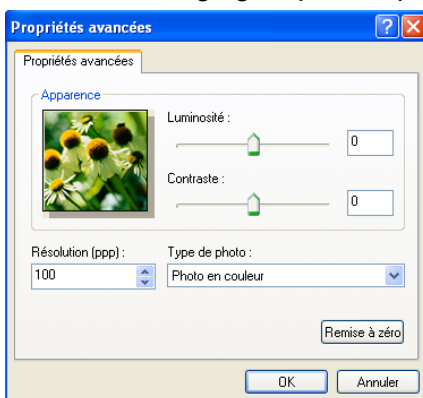 Propriétés avancées
Propriétés avancées
Apparence
Luminosité :
0
Contraste :
0
Résolution (ppp) :
Type de photo :
100
Photo en couleur
Remise à zéro
OK
Annuler